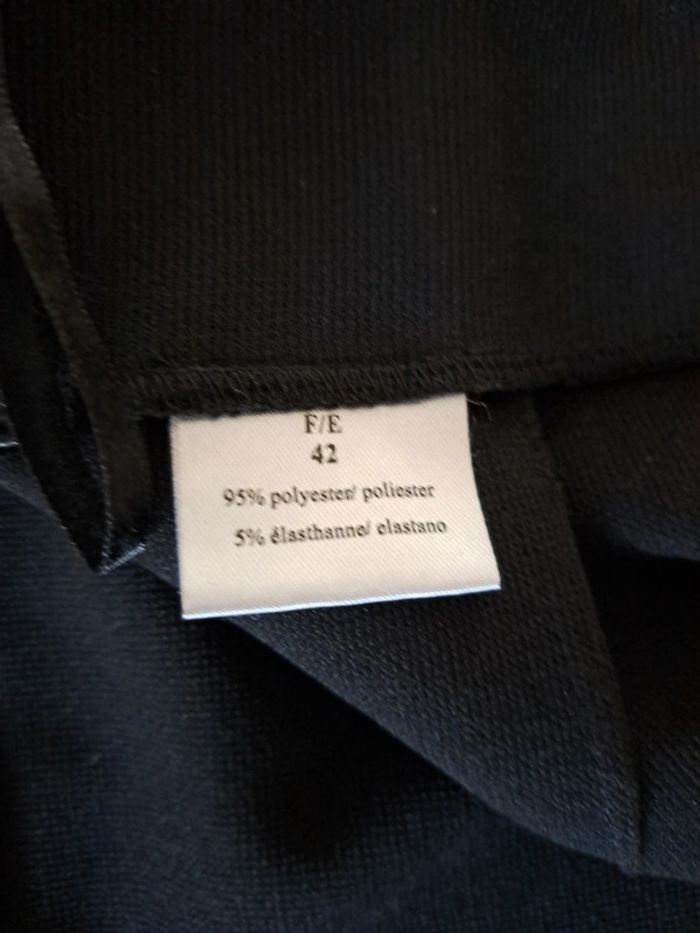 F/E
42
95% polyester/ poliester
5% élasthanne/ elastano